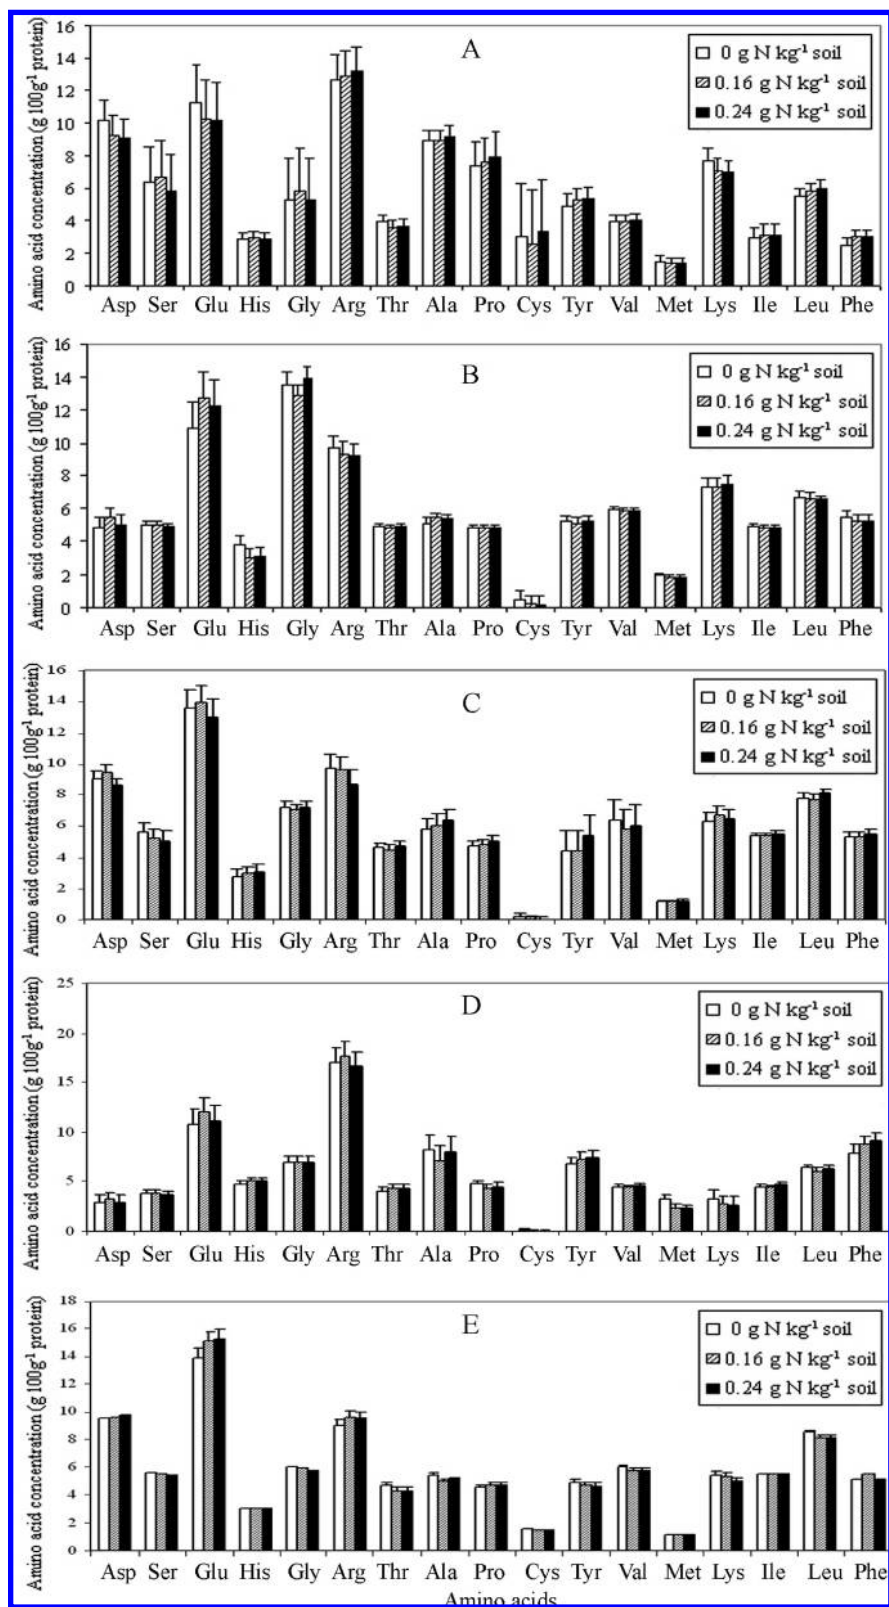 Amino acid concentration (g 100g⁻¹ protein)
A
0 g N kg⁻¹ soil
0.16 g N kg⁻¹ soil
0.24 g N kg⁻¹ soil
16
14
12
10
8
6
4
2
0
Asp Ser Glu His Gly Arg Thr Ala Pro Cys Tyr Val Met Lys Ile Leu Phe
Amino acid concentration (g 100g⁻¹ protein)
B
0 g N kg⁻¹ soil
0.16 g N kg⁻¹ soil
0.24 g N kg⁻¹ soil
16
14
12
10
8
6
4
2
0
Asp Ser Glu His Gly Arg Thr Ala Pro Cys Tyr Val Met Lys Ile Leu Phe
Amino acid concentration (g 100g⁻¹ protein)
C
0 g N kg⁻¹ soil
0.16 g N kg⁻¹ soil
0.24 g N kg⁻¹ soil
16
14
12
10
8
6
4
2
0
Asp Ser Glu His Gly Arg Thr Ala Pro Cys Tyr Val Met Lys Ile Leu Phe
Amino acid concentration (g 100g⁻¹ protein)
D
0 g N kg⁻¹ soil
0.16 g N kg⁻¹ soil
0.24 g N kg⁻¹ soil
25
20
15
10
5
0
Asp Ser Glu His Gly Arg Thr Ala Pro Cys Tyr Val Met Lys Ile Leu Phe
Amino acid concentration (g 100g⁻¹ protein)
E
0 g N kg⁻¹ soil
0.16 g N kg⁻¹ soil
0.24 g N kg⁻¹ soil
18
16
14
12
10
8
6
4
2
0
Asp Ser Glu His Gly Arg Thr Ala Pro Cys Tyr Val Met Lys Ile Leu Phe
Amino acids